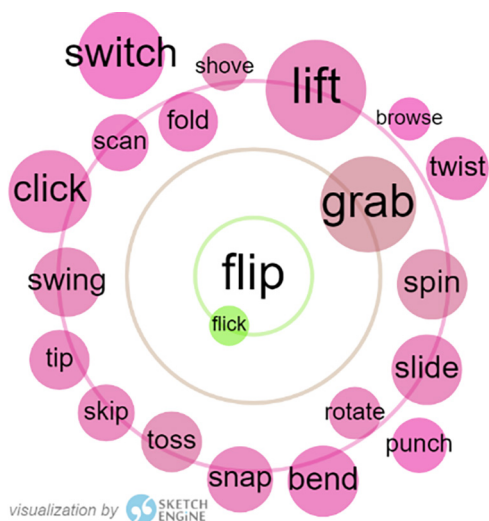 switch
shove
lift
browse
fold
scan
twist
click
grab
flip
swing
spin
flick
tip
slide
skip
rotate
toss
punch
snap
bend
visualization by SKETCH
ENGINE